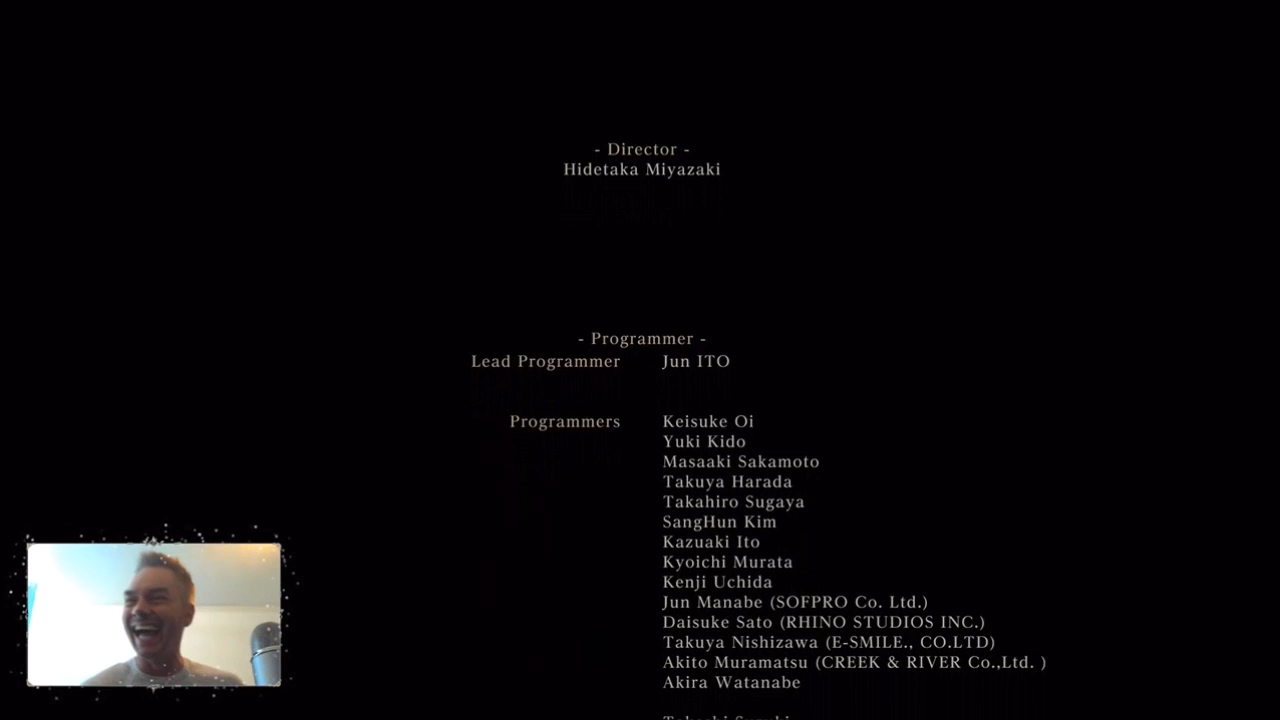 - Director -
Hidetaka Miyazaki
- Programmer -
Lead Programmer Jun ITO
Programmers Keisuke Oi
Yuki Kido
Masaaki Sakamoto
Takuya Harada
Takahiro Sugaya
SangHun Kim
Kazuaki Ito
Kyoichi Murata
Kenji Uchida
Jun Manabe (SOFPRO Co. Ltd.)
Daisuke Sato (RHINO STUDIOS INC.)
Takuya Nishizawa (E-SMILE., CO.LTD)
Akito Muramatsu (CREEK & RIVER Co.,Ltd. )
Akira Watanabe